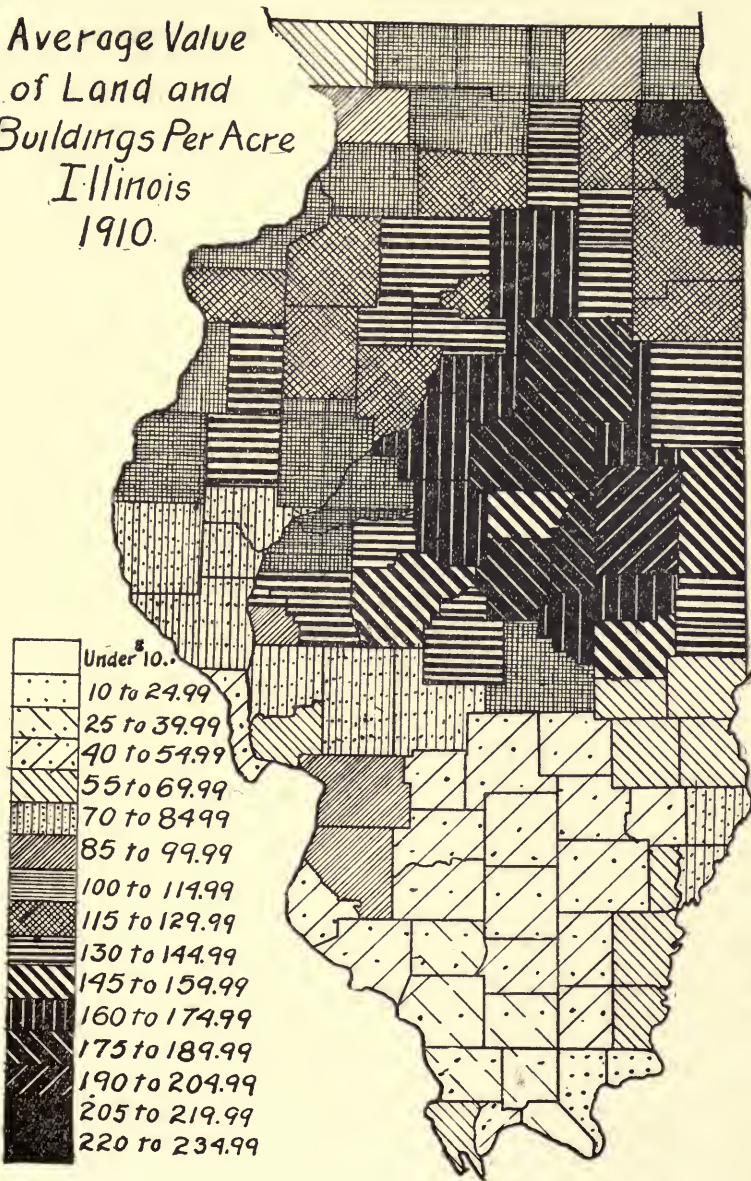 Average Value
of Land and
Buildings Per Acre
Illinois
1910.
Under $10..
10 to 24.99
25 to 39.99
40 to 54.99
55 to 69.99
70 to 8499
85 to 99.99
100 to 114.99
115 to 129.99
130 to 144.99
145 to 159.99
160 to 174.99
175 to 189.99
190 to 204.99
205 to 219.99
220 to 234.99